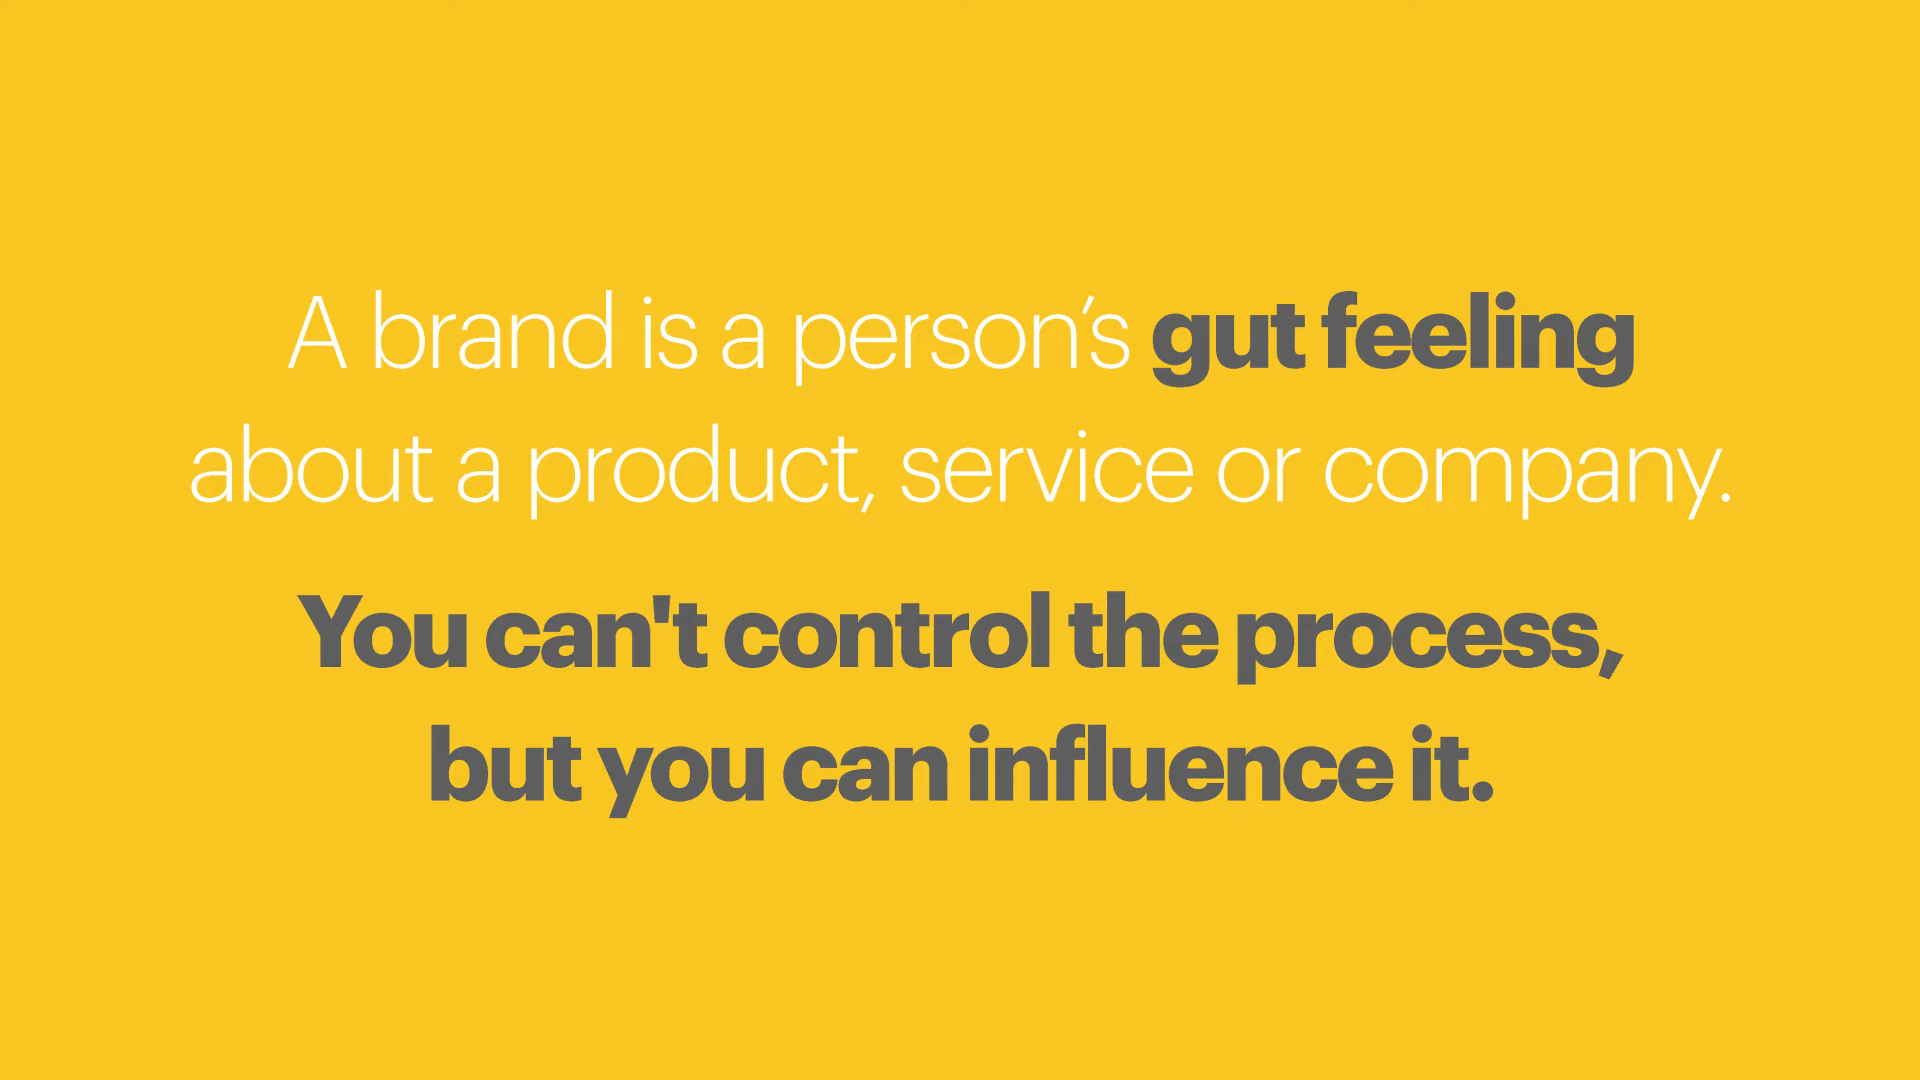 A brand is a person’s gut feeling
about a product, service or company.
You can't control the process,
but you can influence it.